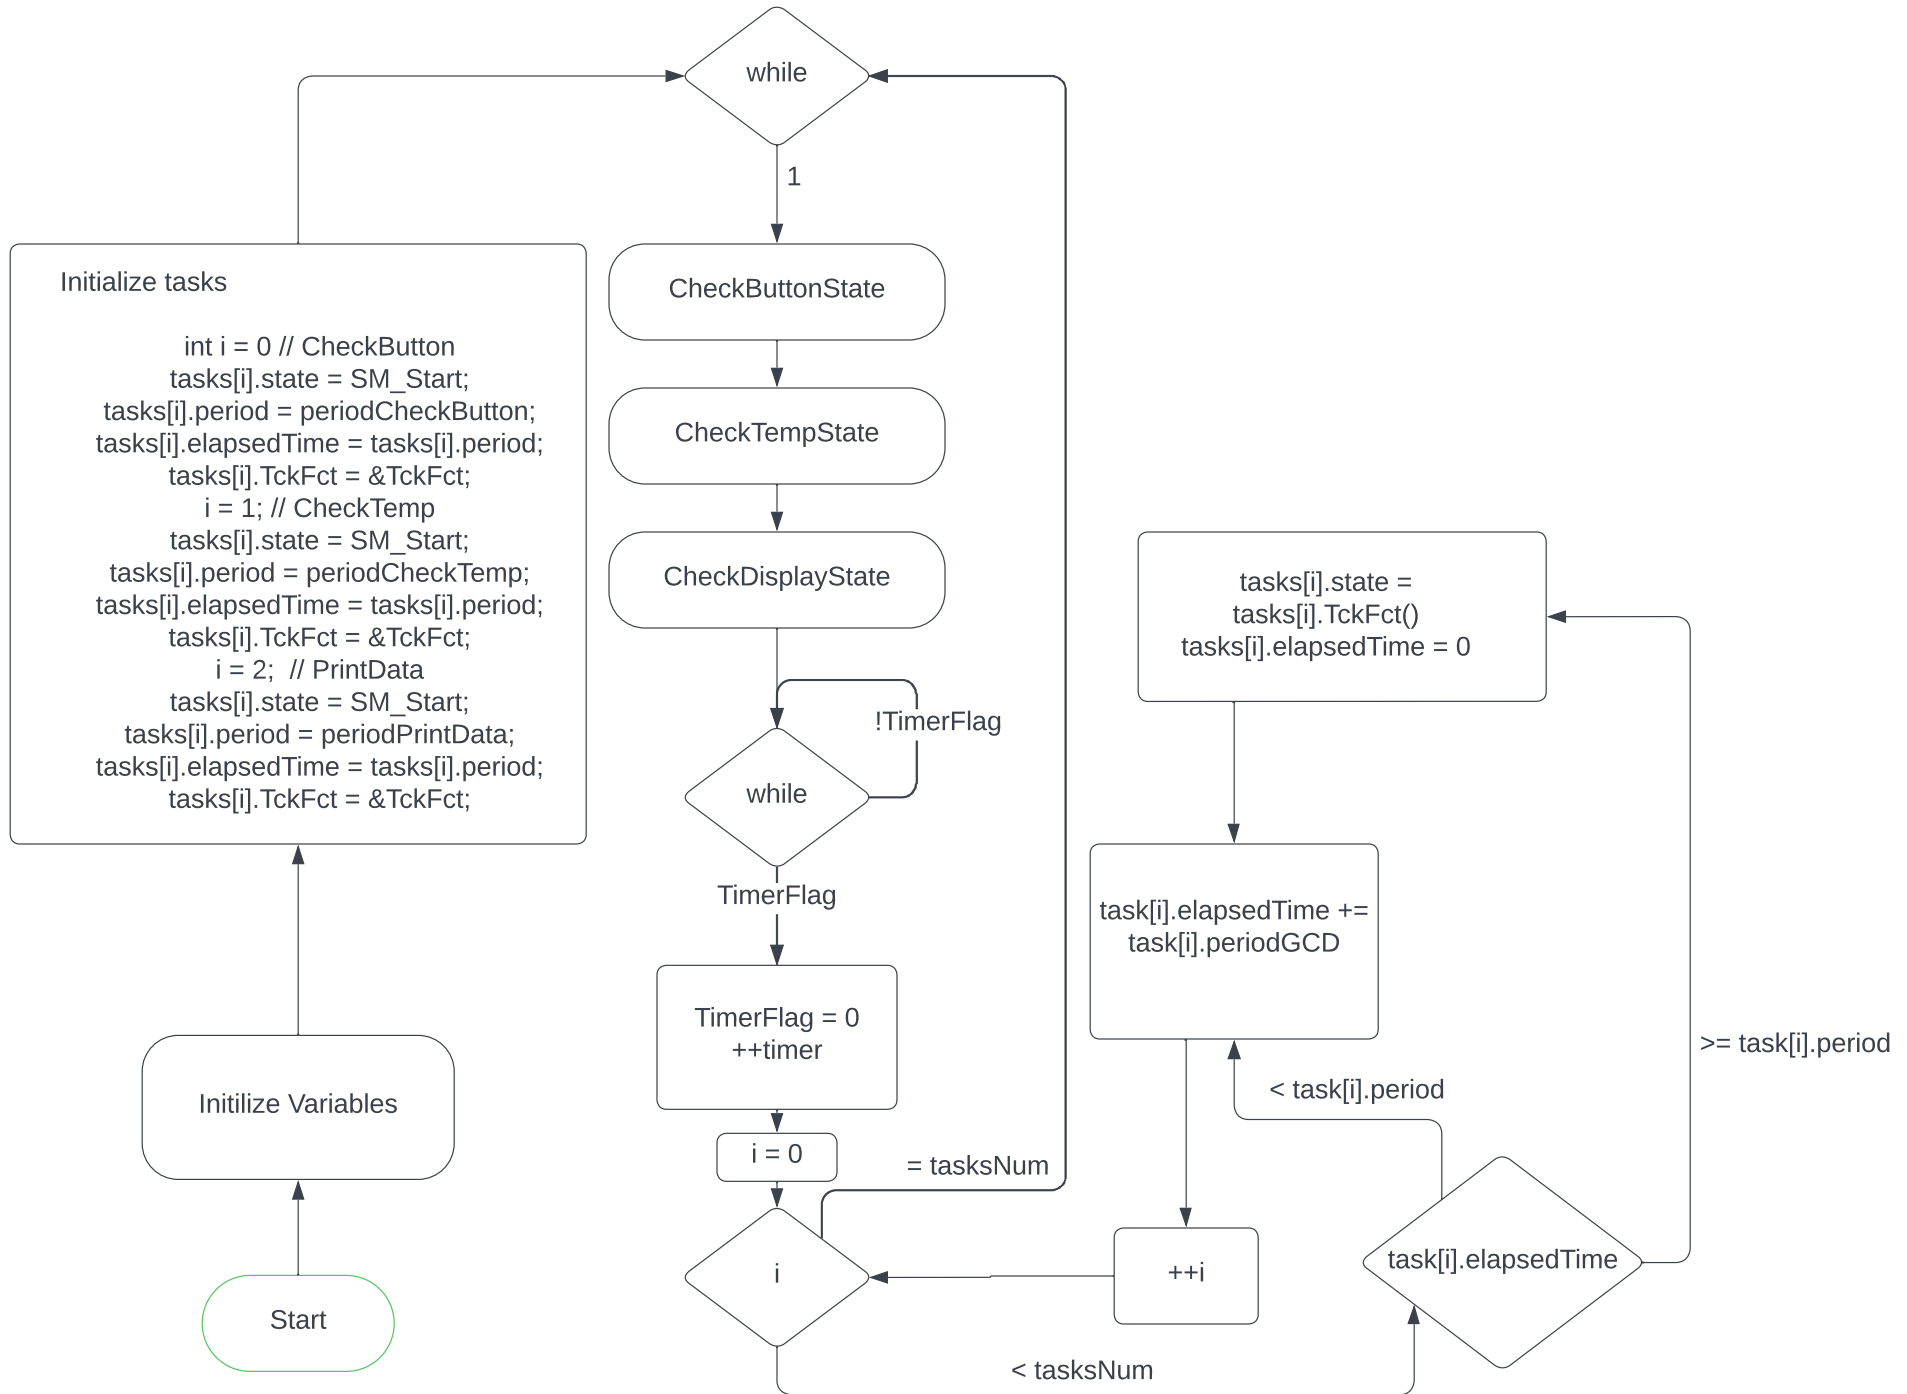 while
1
Initialize tasks
int i = 0 // CheckButton
tasks[i].state = SM_Start;
tasks[i].period = periodCheckButton;
tasks[i].elapsedTime = tasks[i].period;
tasks[i].TckFct = &TckFct;
i = 1; // CheckTemp
tasks[i].state = SM_Start;
tasks[i].period = periodCheckTemp;
tasks[i].elapsedTime = tasks[i].period;
tasks[i].TckFct = &TckFct;
i = 2;  // PrintData
tasks[i].state = SM_Start;
tasks[i].period = periodPrintData;
tasks[i].elapsedTime = tasks[i].period;
tasks[i].TckFct = &TckFct;
Initilize Variables
Start
CheckButtonState
CheckTempState
CheckDisplayState
!TimerFlag
while
TimerFlag
TimerFlag = 0
++timer
i = 0
= tasksNum
i
< tasksNum
tasks[i].state =
tasks[i].TckFct()
tasks[i].elapsedTime = 0
task[i].elapsedTime +=
task[i].periodGCD
>= task[i].period
< task[i].period
task[i].elapsedTime
++i